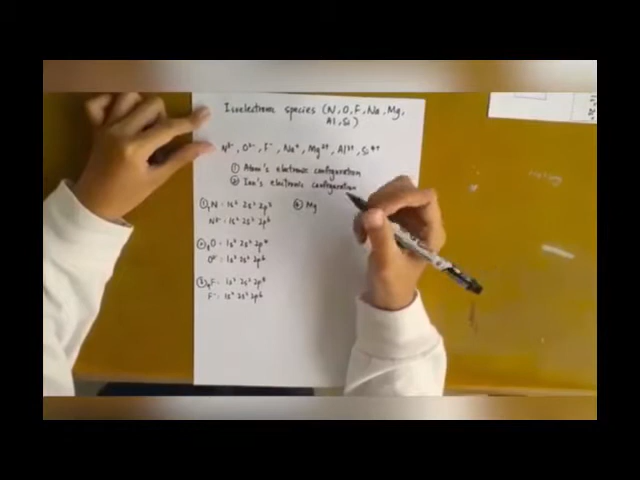 Isoelectronic species (N, O, F, Na, Mg,
Al, Si)
N³⁻, O²⁻, F⁻, Na⁺, Mg²⁺, Al³⁺, Si⁴⁺
① Atom's electronic configuration
② Ion's electronic configuration
① ₇N = 1s² 2s² 2p³
N³⁻ = 1s² 2s² 2p⁶
② ₈O = 1s² 2s² 2p⁴
O²⁻ = 1s² 2s² 2p⁶
③ ₉F = 1s² 2s² 2p⁵
F⁻ = 1s² 2s² 2p⁶
④ Mg